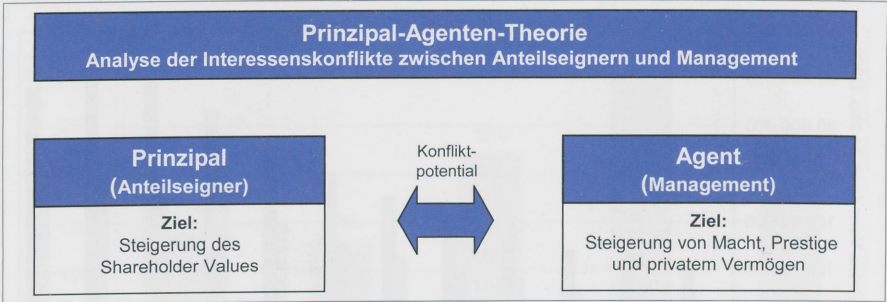 Prinzipal-Agenten-Theorie
Analyse der Interessenskonflikte zwischen Anteilseignern und Management
Prinzipal
(Anteilseigner)
Ziel:
Steigerung des
Shareholder Values
Konflikt-
potential
Agent
(Management)
Ziel:
Steigerung von Macht, Prestige
und privatem Vermögen